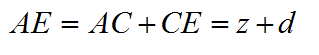 AE = AC + CE = z + d